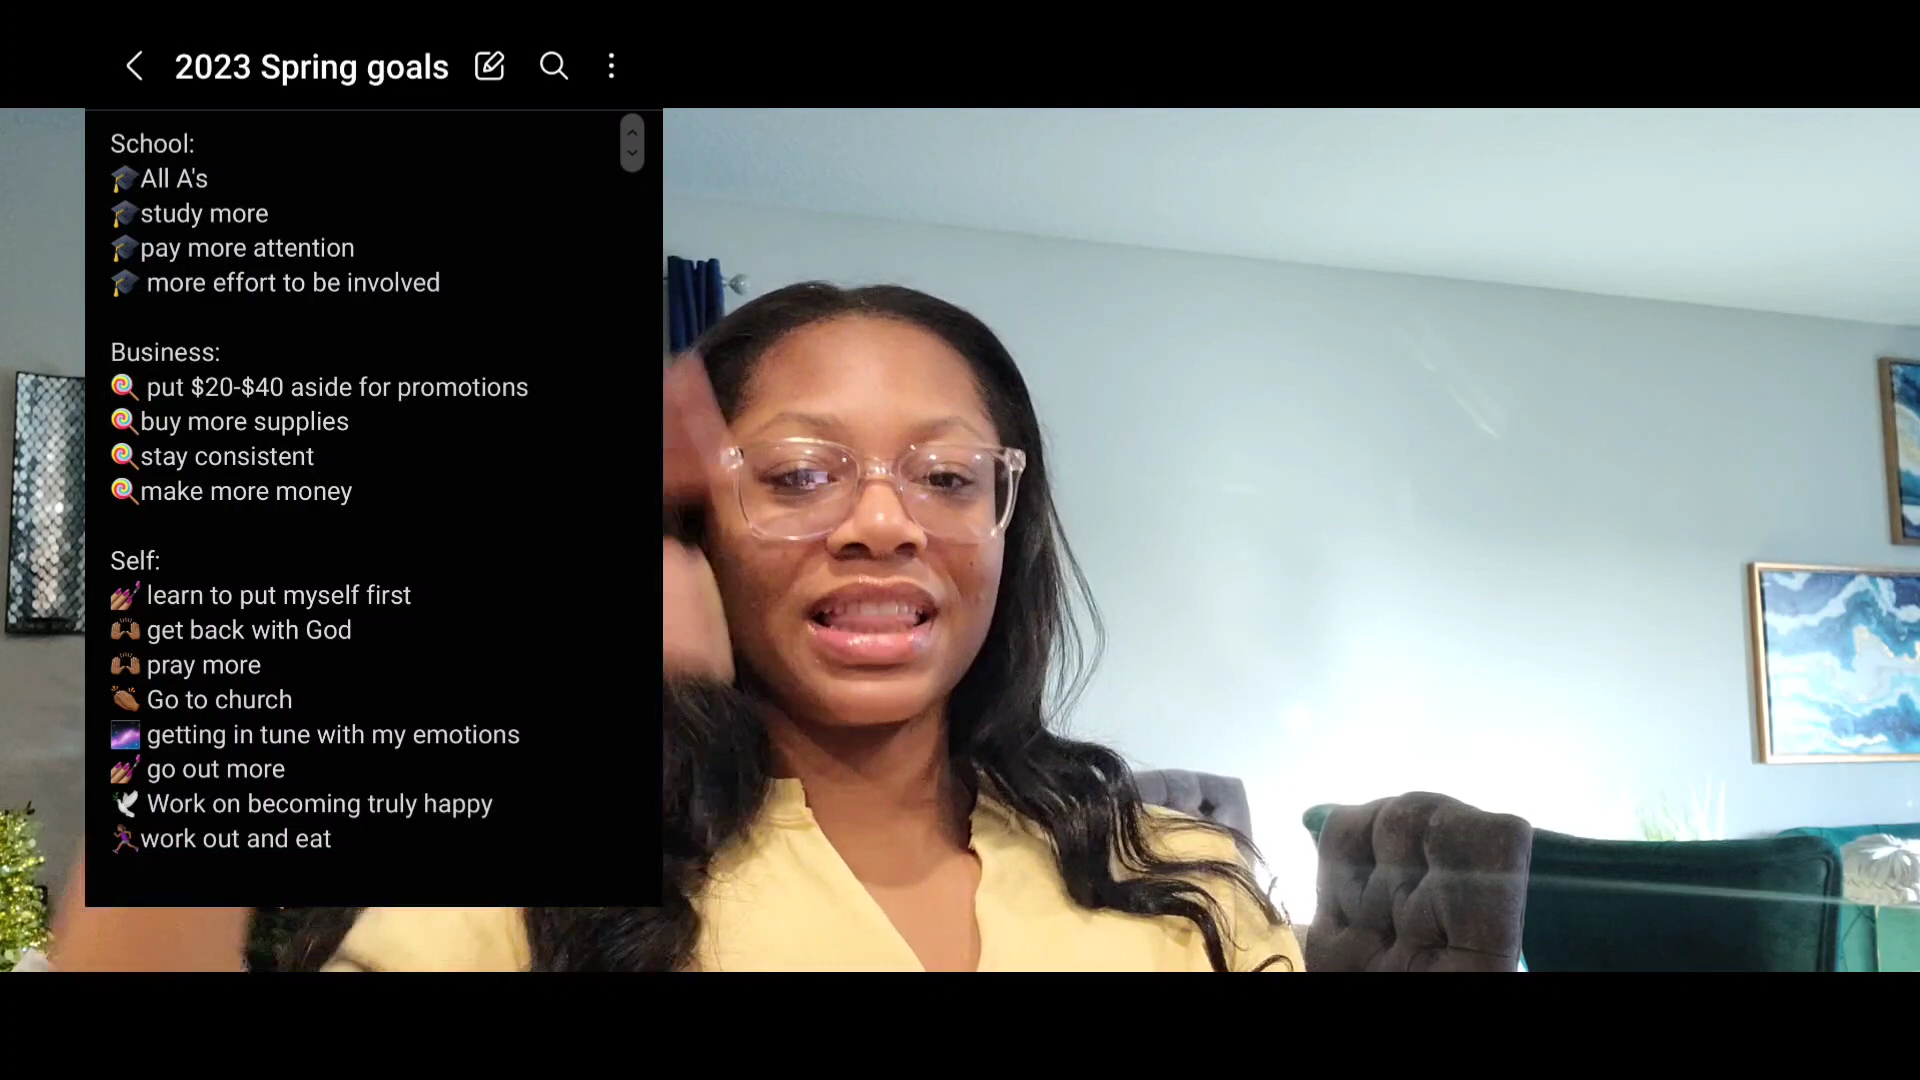 2023 Spring goals
School:
🎓All A's
🎓study more
🎓pay more attention
🎓 more effort to be involved
Business:
🍭 put $20-$40 aside for promotions
🍭buy more supplies
🍭stay consistent
🍭make more money
Self:
💅🏽 learn to put myself first
🙌🏽 get back with God
🙌🏽 pray more
👏🏾 Go to church
🌌 getting in tune with my emotions
💅🏽 go out more
🕊 Work on becoming truly happy
🏃🏾‍♀️work out and eat